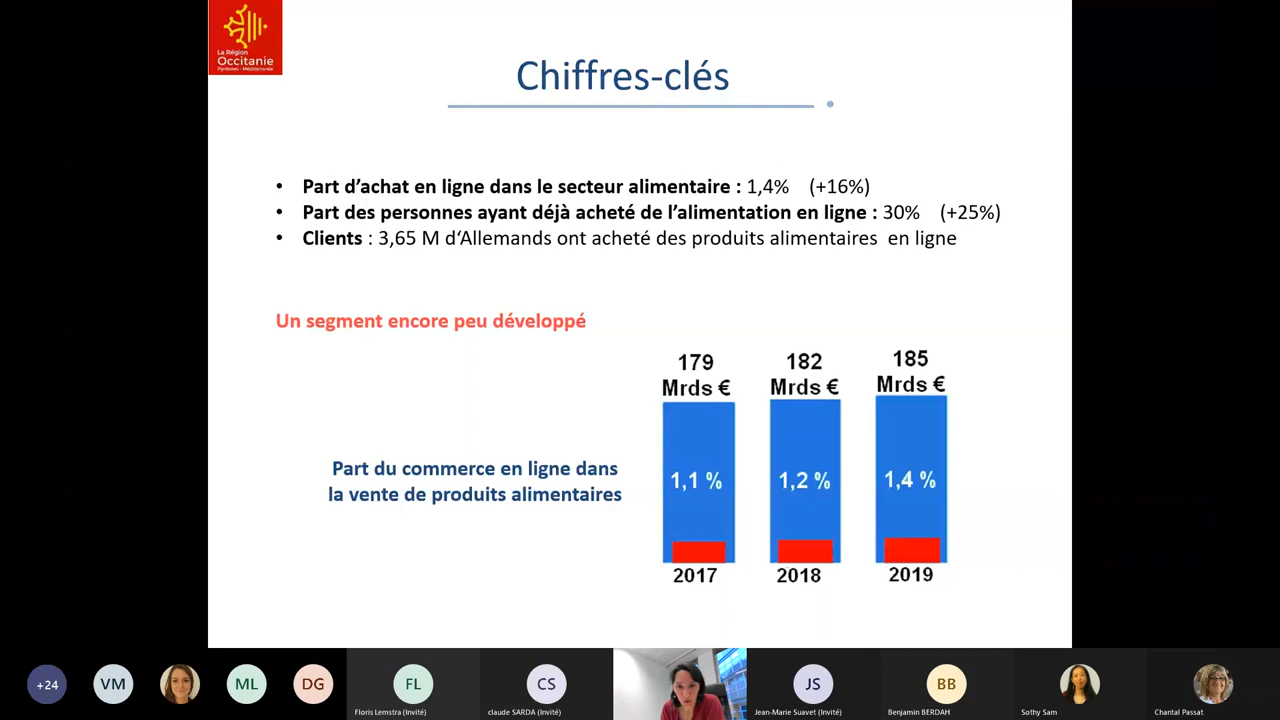 La Région
Occitanie
Pyrénées - Méditerranée
Chiffres-clés
• Part d'achat en ligne dans le secteur alimentaire : 1,4% (+16%)
• Part des personnes ayant déjà acheté de l'alimentation en ligne : 30% (+25%)
• Clients : 3,65 M d'Allemands ont acheté des produits alimentaires en ligne
Un segment encore peu développé
179
Mrds €
182
Mrds €
185
Mrds €
Part du commerce en ligne dans
la vente de produits alimentaires
1,1 %
1,2 %
1,4 %
2017
2018
2019
+24
VM
ML
DG
FL
CS
JS
BB
Floris Lemstra (Invité)
claude SARDA (Invité)
Jean-Marie Suavet (Invité)
Benjamin BERDAH
Sothy Sam
Chantal Passat